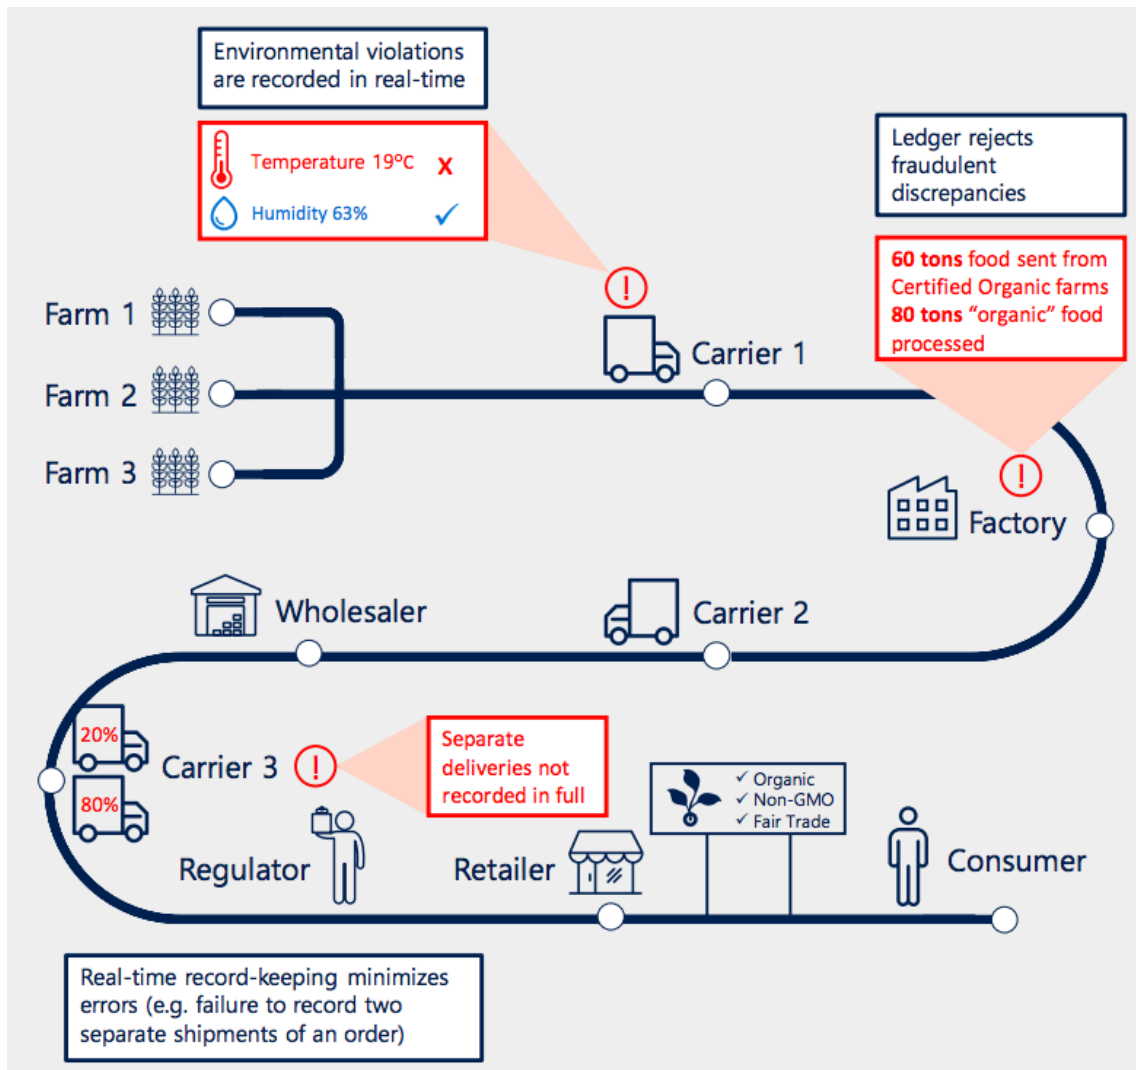 Environmental violations
are recorded in real-time
Temperature 19°C X
Humidity 63% ✓
Ledger rejects
fraudulent
discrepancies
60 tons food sent from
Certified Organic farms
80 tons “organic” food
processed
Farm 1
Farm 2
Farm 3
!
Carrier 1
!
Factory
Wholesaler
Carrier 2
20%
80%
Carrier 3
!
Separate
deliveries not
recorded in full
✓ Organic
✓ Non-GMO
✓ Fair Trade
Regulator
Retailer
Consumer
Real-time record-keeping minimizes
errors (e.g. failure to record two
separate shipments of an order)